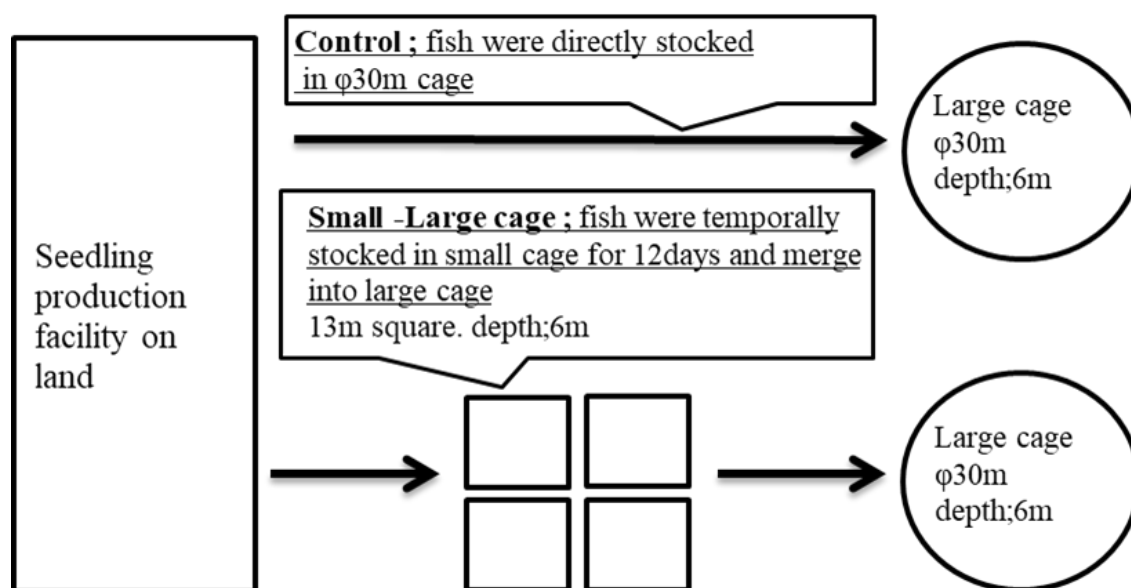 Control ; fish were directly stocked
in φ30m cage
Large cage
φ30m
depth;6m
Seedling
production
facility on
land
Small -Large cage ; fish were temporally
stocked in small cage for 12days and merge
into large cage
13m square. depth;6m
Large cage
φ30m
depth;6m